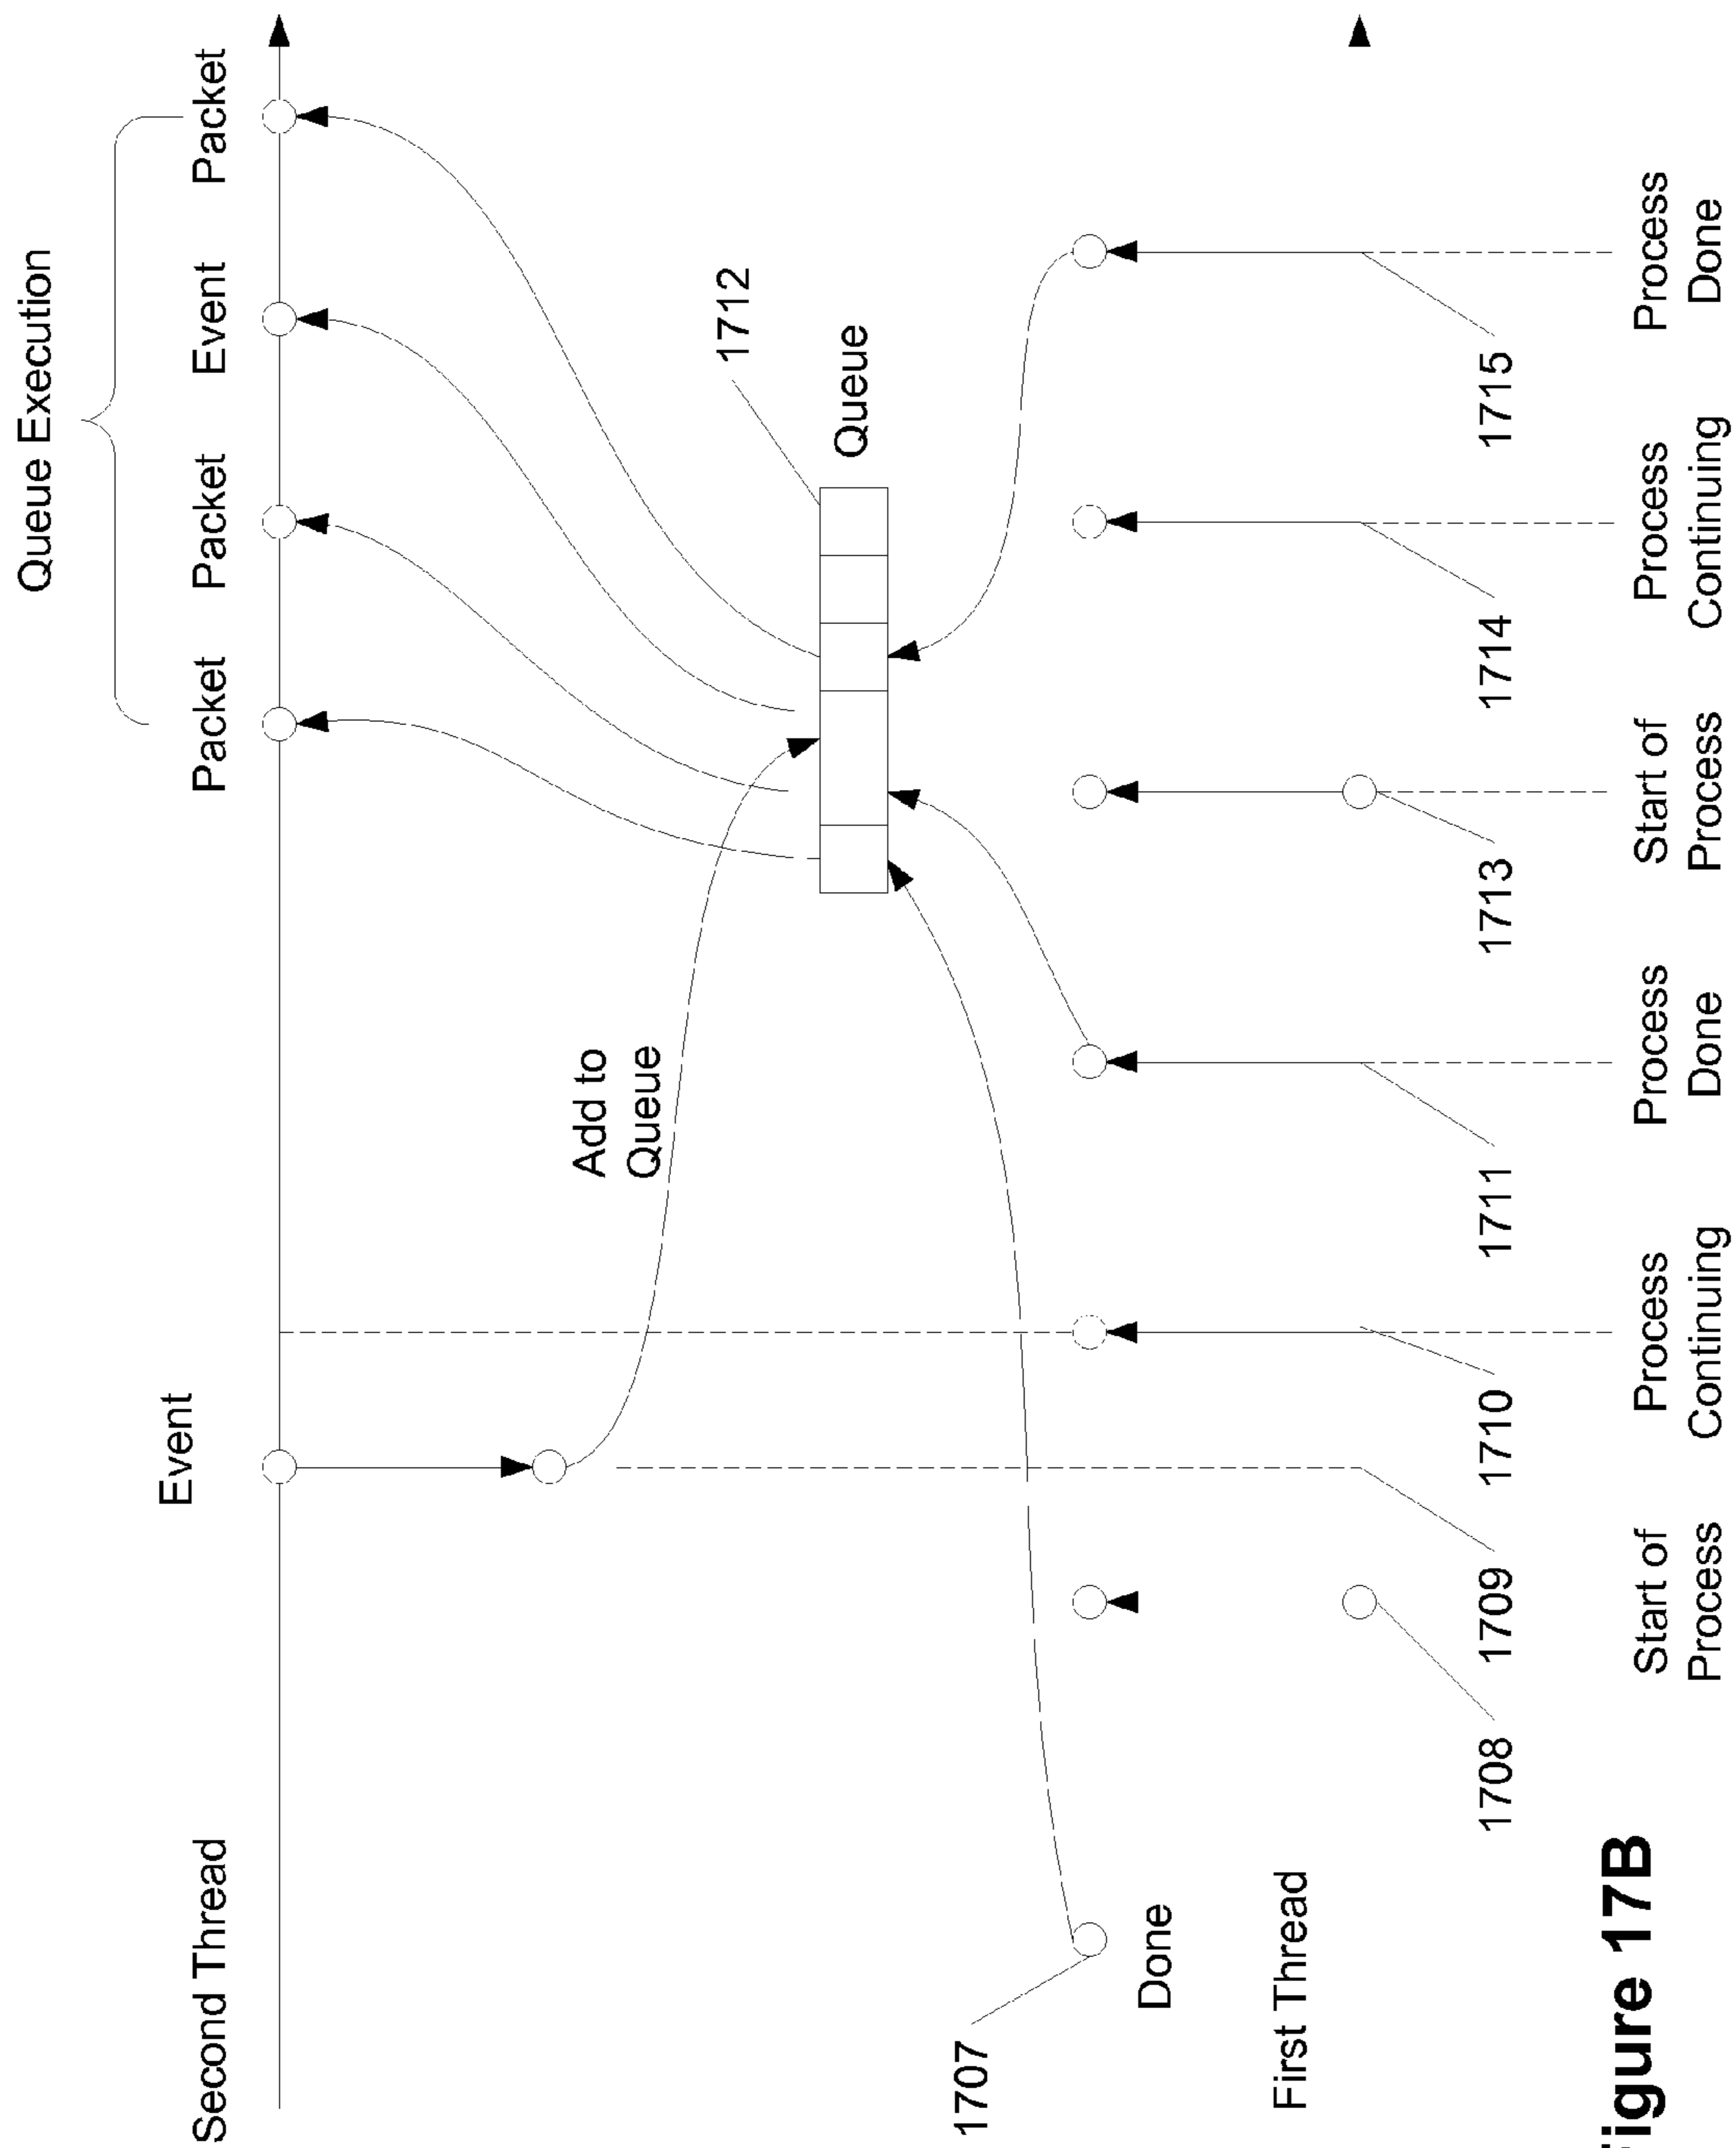 Queue Execution
Second Thread
Event
Packet
Packet
Event
Packet
Add to
Queue
1712
Queue
1707
Done
First Thread
1708
1709
1710
1711
1713
1714
1715
Start of
Process
Process
Continuing
Process
Done
Start of
Process
Process
Continuing
Process
Done
igure 17B